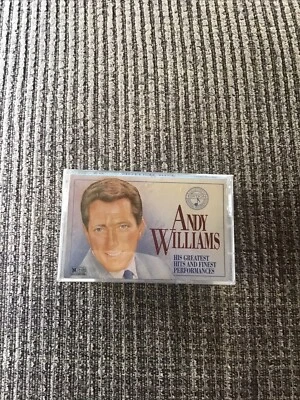 ANDY
WILLIAMS
HIS GREATEST
HITS AND FINEST
PERFORMANCES